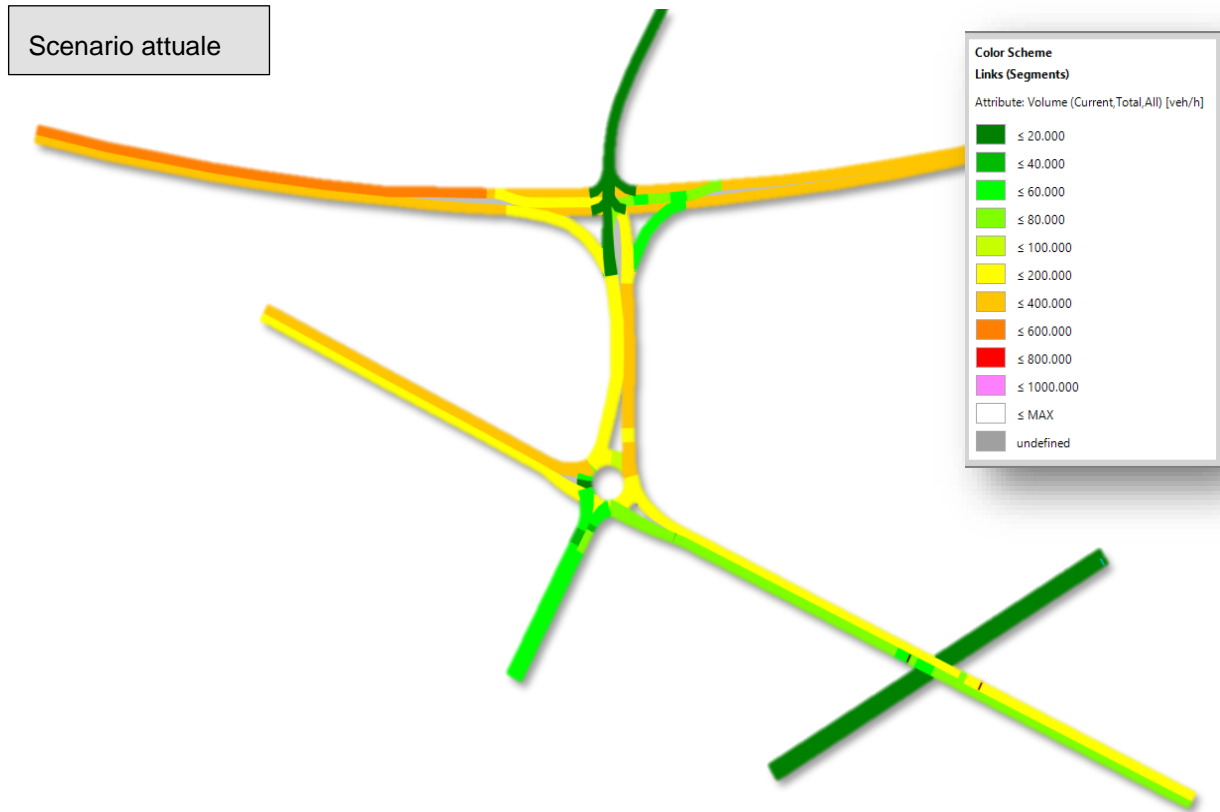 Scenario attuale
Color Scheme
Links (Segments)
Attribute: Volume (Current,Total,All) [veh/h]
≤ 20.000
≤ 40.000
≤ 60.000
≤ 80.000
≤ 100.000
≤ 200.000
≤ 400.000
≤ 600.000
≤ 800.000
≤ 1000.000
≤ MAX
undefined